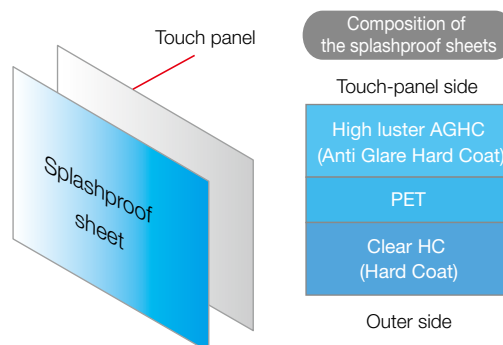 Touch panel
Splashproof
sheet
Composition of
the splashproof sheets
Touch-panel side
High luster AGHC
(Anti Glare Hard Coat)
PET
Clear HC
(Hard Coat)
Outer side